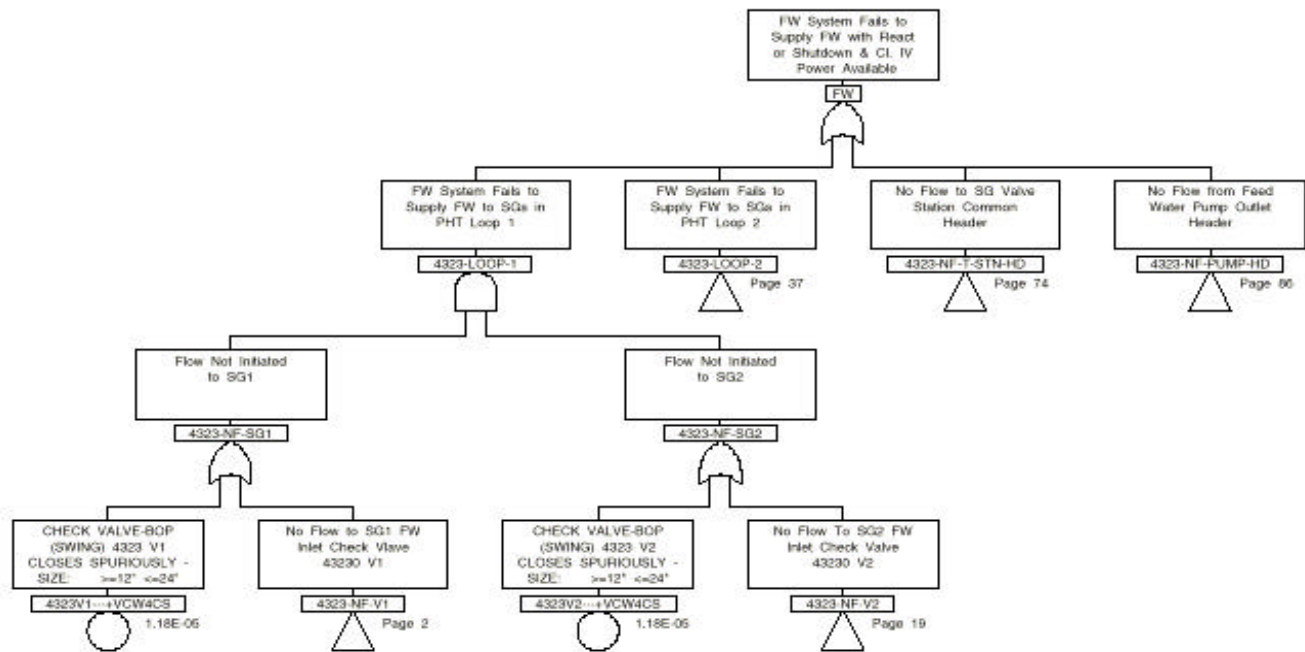 FW System Fails to
Supply FW with React
or Shutdown & Cl. IV
Power Available
FW
FW System Fails to
Supply FW to SGs in
PHT Loop 1
4323-LOOP-1
FW System Fails to
Supply FW to SGs in
PHT Loop 2
4323-LOOP-2
Page 37
No Flow to SG Valve
Station Common
Header
4323-NF-T-STN-HD
Page 74
No Flow from Feed
Water Pump Outlet
Header
4323-NF-PUMP-HD
Page 86
Flow Not Initiated
to SG1
4323-NF-SG1
Flow Not Initiated
to SG2
4323-NF-SG2
CHECK VALVE-BOP
(SWING) 4323 V1
CLOSES SPURIOUSLY -
SIZE: >=12" <=24"
4323V1---+VCW4CS
1.18E-05
No Flow to SG1 FW
Inlet Check Vlave
43230 V1
4323-NF-V1
Page 2
CHECK VALVE-BOP
(SWING) 4323 V2
CLOSES SPURIOUSLY -
SIZE: >=12" <=24"
4323V2---+VCW4CS
1.18E-05
No Flow To SG2 FW
Inlet Check Valve
43230 V2
4323-NF-V2
Page 19